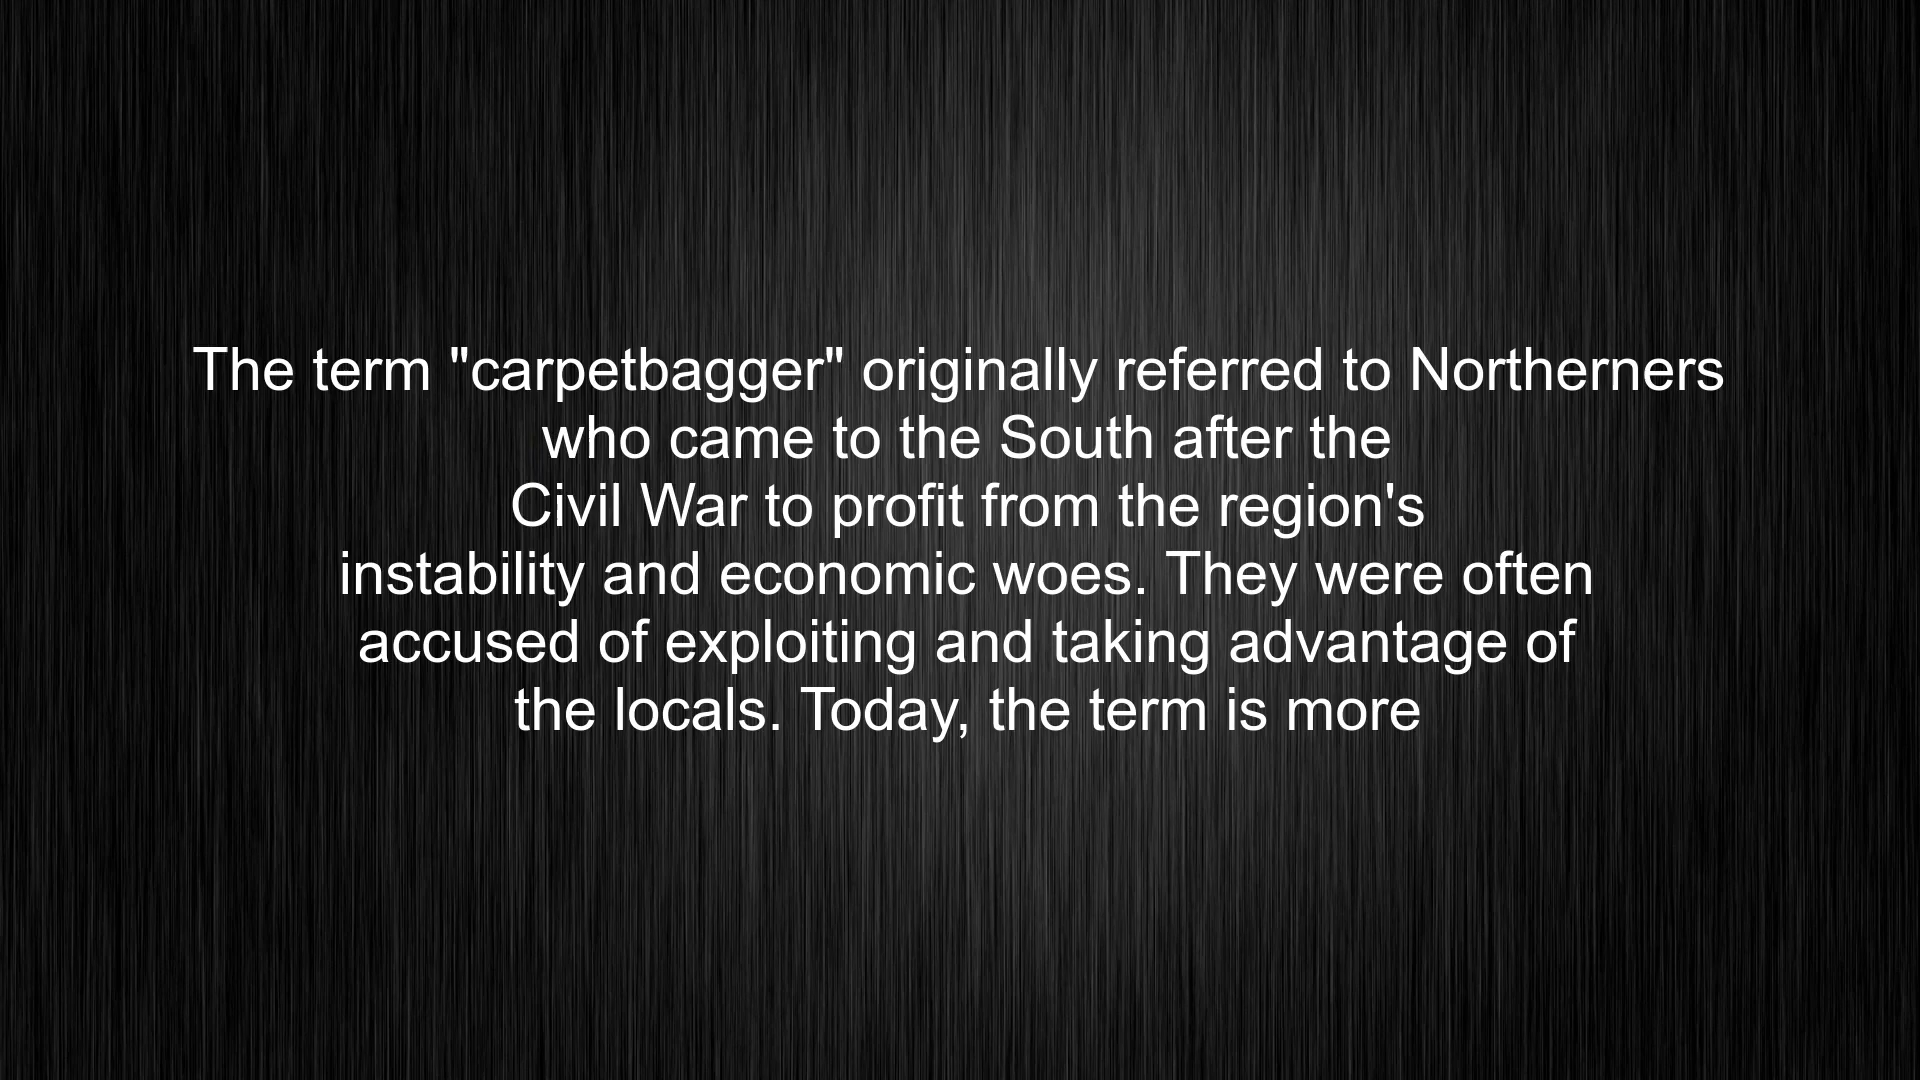 The term "carpetbagger" originally referred to Northerners
who came to the South after the
Civil War to profit from the region's
instability and economic woes. They were often
accused of exploiting and taking advantage of
the locals. Today, the term is more